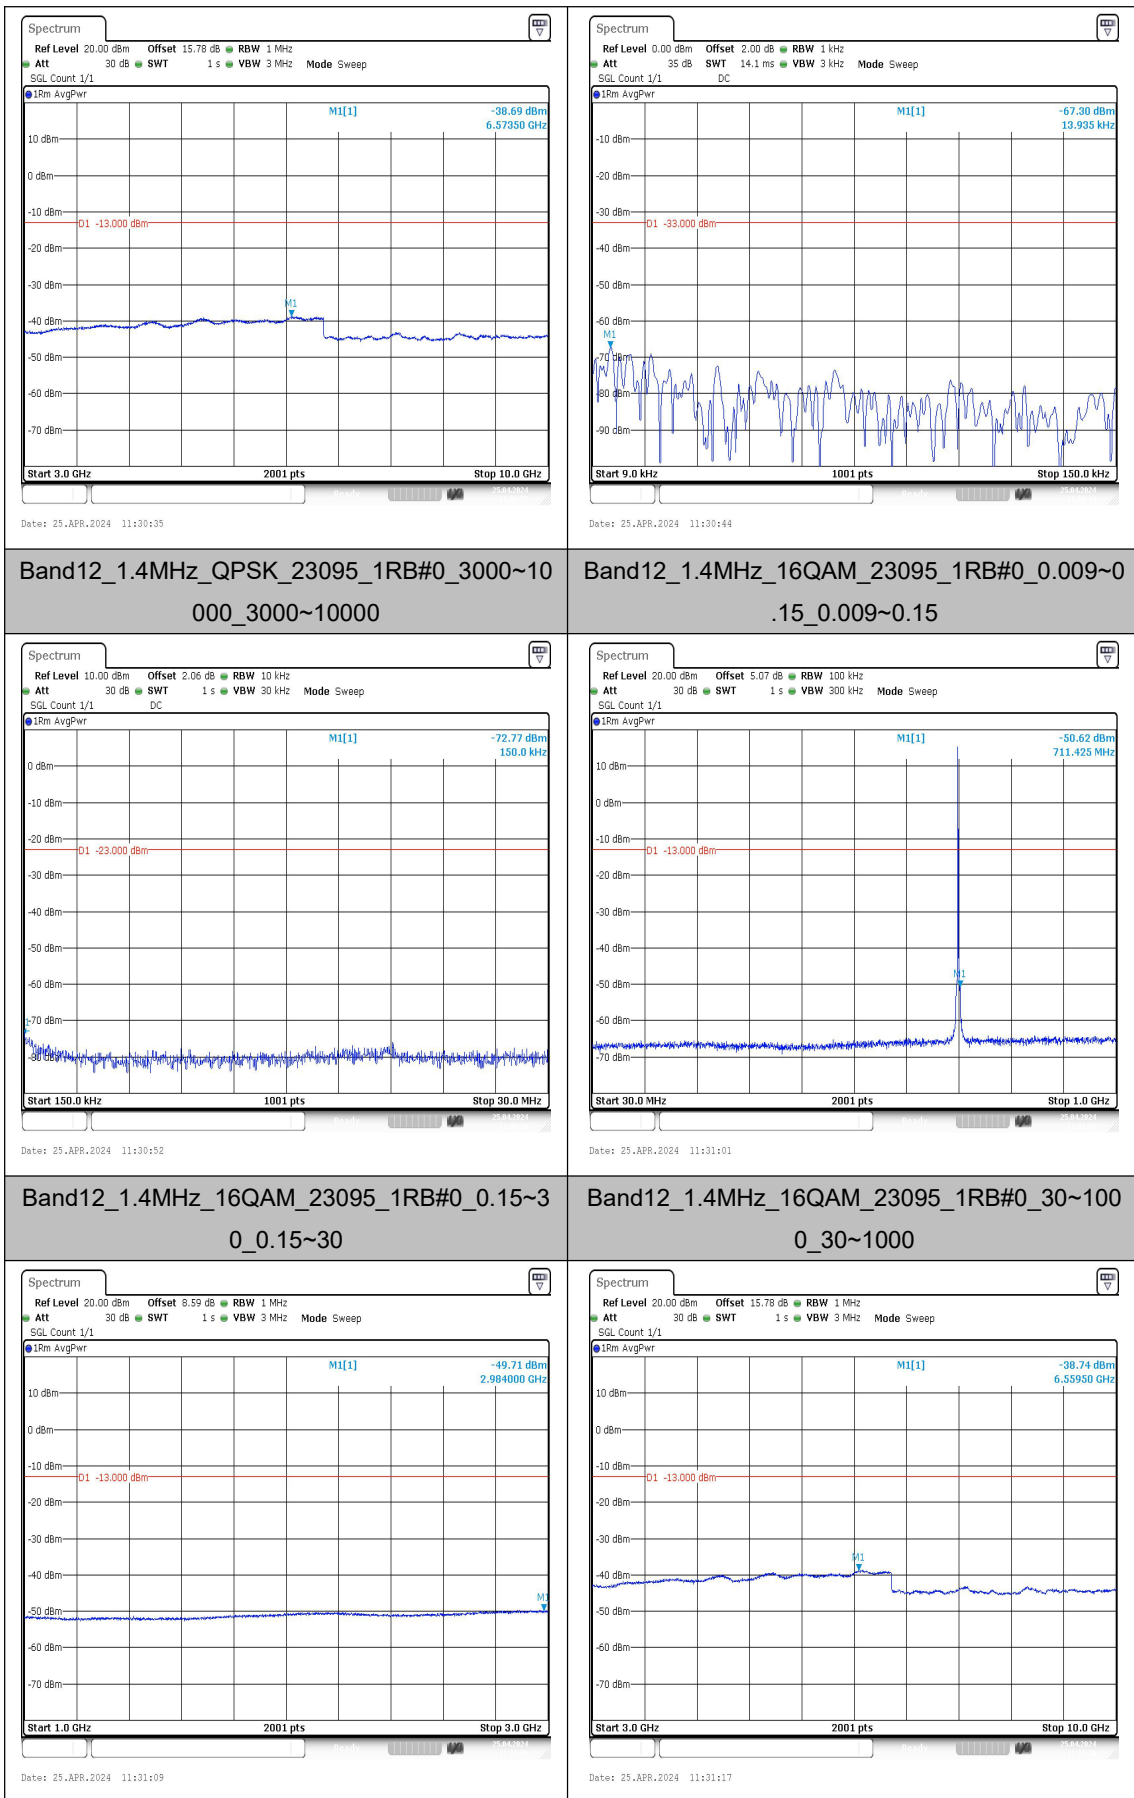 Spectrum
Ref Level 20.00 dBm Offset 15.78 dB RBW 1 MHz
Att 30 dB SWT 1 s VBW 3 MHz Mode Sweep
SGL Count 1/1
1Rm AvgPwr
M1[1] -38.69 dBm
6.57350 GHz
10 dBm
0 dBm
-10 dBm
D1 -13.000 dBm
-20 dBm
-30 dBm
M1
-40 dBm
-50 dBm
-60 dBm
-70 dBm
Start 3.0 GHz 2001 pts Stop 10.0 GHz
Ready 25.04.2024
Date: 25.APR.2024 11:30:35
Spectrum
Ref Level 0.00 dBm Offset 2.00 dB RBW 1 kHz
Att 35 dB SWT 14.1 ms VBW 3 kHz Mode Sweep
SGL Count 1/1 DC
1Rm AvgPwr
M1[1] -67.30 dBm
13.935 kHz
-10 dBm
-20 dBm
-30 dBm
D1 -33.000 dBm
-40 dBm
-50 dBm
-60 dBm
M1
-70 dBm
-80 dBm
-90 dBm
Start 9.0 kHz 1001 pts Stop 150.0 kHz
Ready 25.04.2024
Date: 25.APR.2024 11:30:44
Band12_1.4MHz_QPSK_23095_1RB#0_3000~10
000_3000~10000
Band12_1.4MHz_16QAM_23095_1RB#0_0.009~0
.15_0.009~0.15
Spectrum
Ref Level 10.00 dBm Offset 2.06 dB RBW 10 kHz
Att 30 dB SWT 1 s VBW 30 kHz Mode Sweep
SGL Count 1/1 DC
1Rm AvgPwr
M1[1] -72.77 dBm
150.0 kHz
0 dBm
-10 dBm
-20 dBm
D1 -23.000 dBm
-30 dBm
-40 dBm
-50 dBm
-60 dBm
-70 dBm
-80 dBm
Start 150.0 kHz 1001 pts Stop 30.0 MHz
25.04.2024
Date: 25.APR.2024 11:30:52
Spectrum
Ref Level 20.00 dBm Offset 5.07 dB RBW 100 kHz
Att 30 dB SWT 1 s VBW 300 kHz Mode Sweep
SGL Count 1/1
1Rm AvgPwr
M1[1] -50.62 dBm
711.425 MHz
10 dBm
0 dBm
-10 dBm
D1 -13.000 dBm
-20 dBm
-30 dBm
-40 dBm
-50 dBm
M1
-60 dBm
-70 dBm
Start 30.0 MHz 2001 pts Stop 1.0 GHz
25.04.2024
Date: 25.APR.2024 11:31:01
Band12_1.4MHz_16QAM_23095_1RB#0_0.15~3
0_0.15~30
Band12_1.4MHz_16QAM_23095_1RB#0_30~100
0_30~1000
Spectrum
Ref Level 20.00 dBm Offset 8.59 dB RBW 1 MHz
Att 30 dB SWT 1 s VBW 3 MHz Mode Sweep
SGL Count 1/1
1Rm AvgPwr
M1[1] -49.71 dBm
2.984000 GHz
10 dBm
0 dBm
-10 dBm
D1 -13.000 dBm
-20 dBm
-30 dBm
-40 dBm
M1
-50 dBm
-60 dBm
-70 dBm
Start 1.0 GHz 2001 pts Stop 3.0 GHz
Ready 25.04.2024
Date: 25.APR.2024 11:31:09
Spectrum
Ref Level 20.00 dBm Offset 15.78 dB RBW 1 MHz
Att 30 dB SWT 1 s VBW 3 MHz Mode Sweep
SGL Count 1/1
1Rm AvgPwr
M1[1] -38.74 dBm
6.55950 GHz
10 dBm
0 dBm
-10 dBm
D1 -13.000 dBm
-20 dBm
-30 dBm
M1
-40 dBm
-50 dBm
-60 dBm
-70 dBm
Start 3.0 GHz 2001 pts Stop 10.0 GHz
Ready 25.04.2024
Date: 25.APR.2024 11:31:17